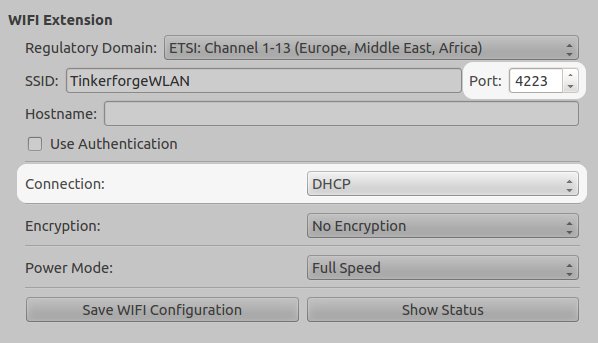 WIFI Extension
Regulatory Domain: ETSI: Channel 1-13 (Europe, Middle East, Africa)
SSID: TinkerforgeWLAN Port: 4223
Hostname:
Use Authentication
Connection: DHCP
Encryption: No Encryption
Power Mode: Full Speed
Save WIFI Configuration Show Status